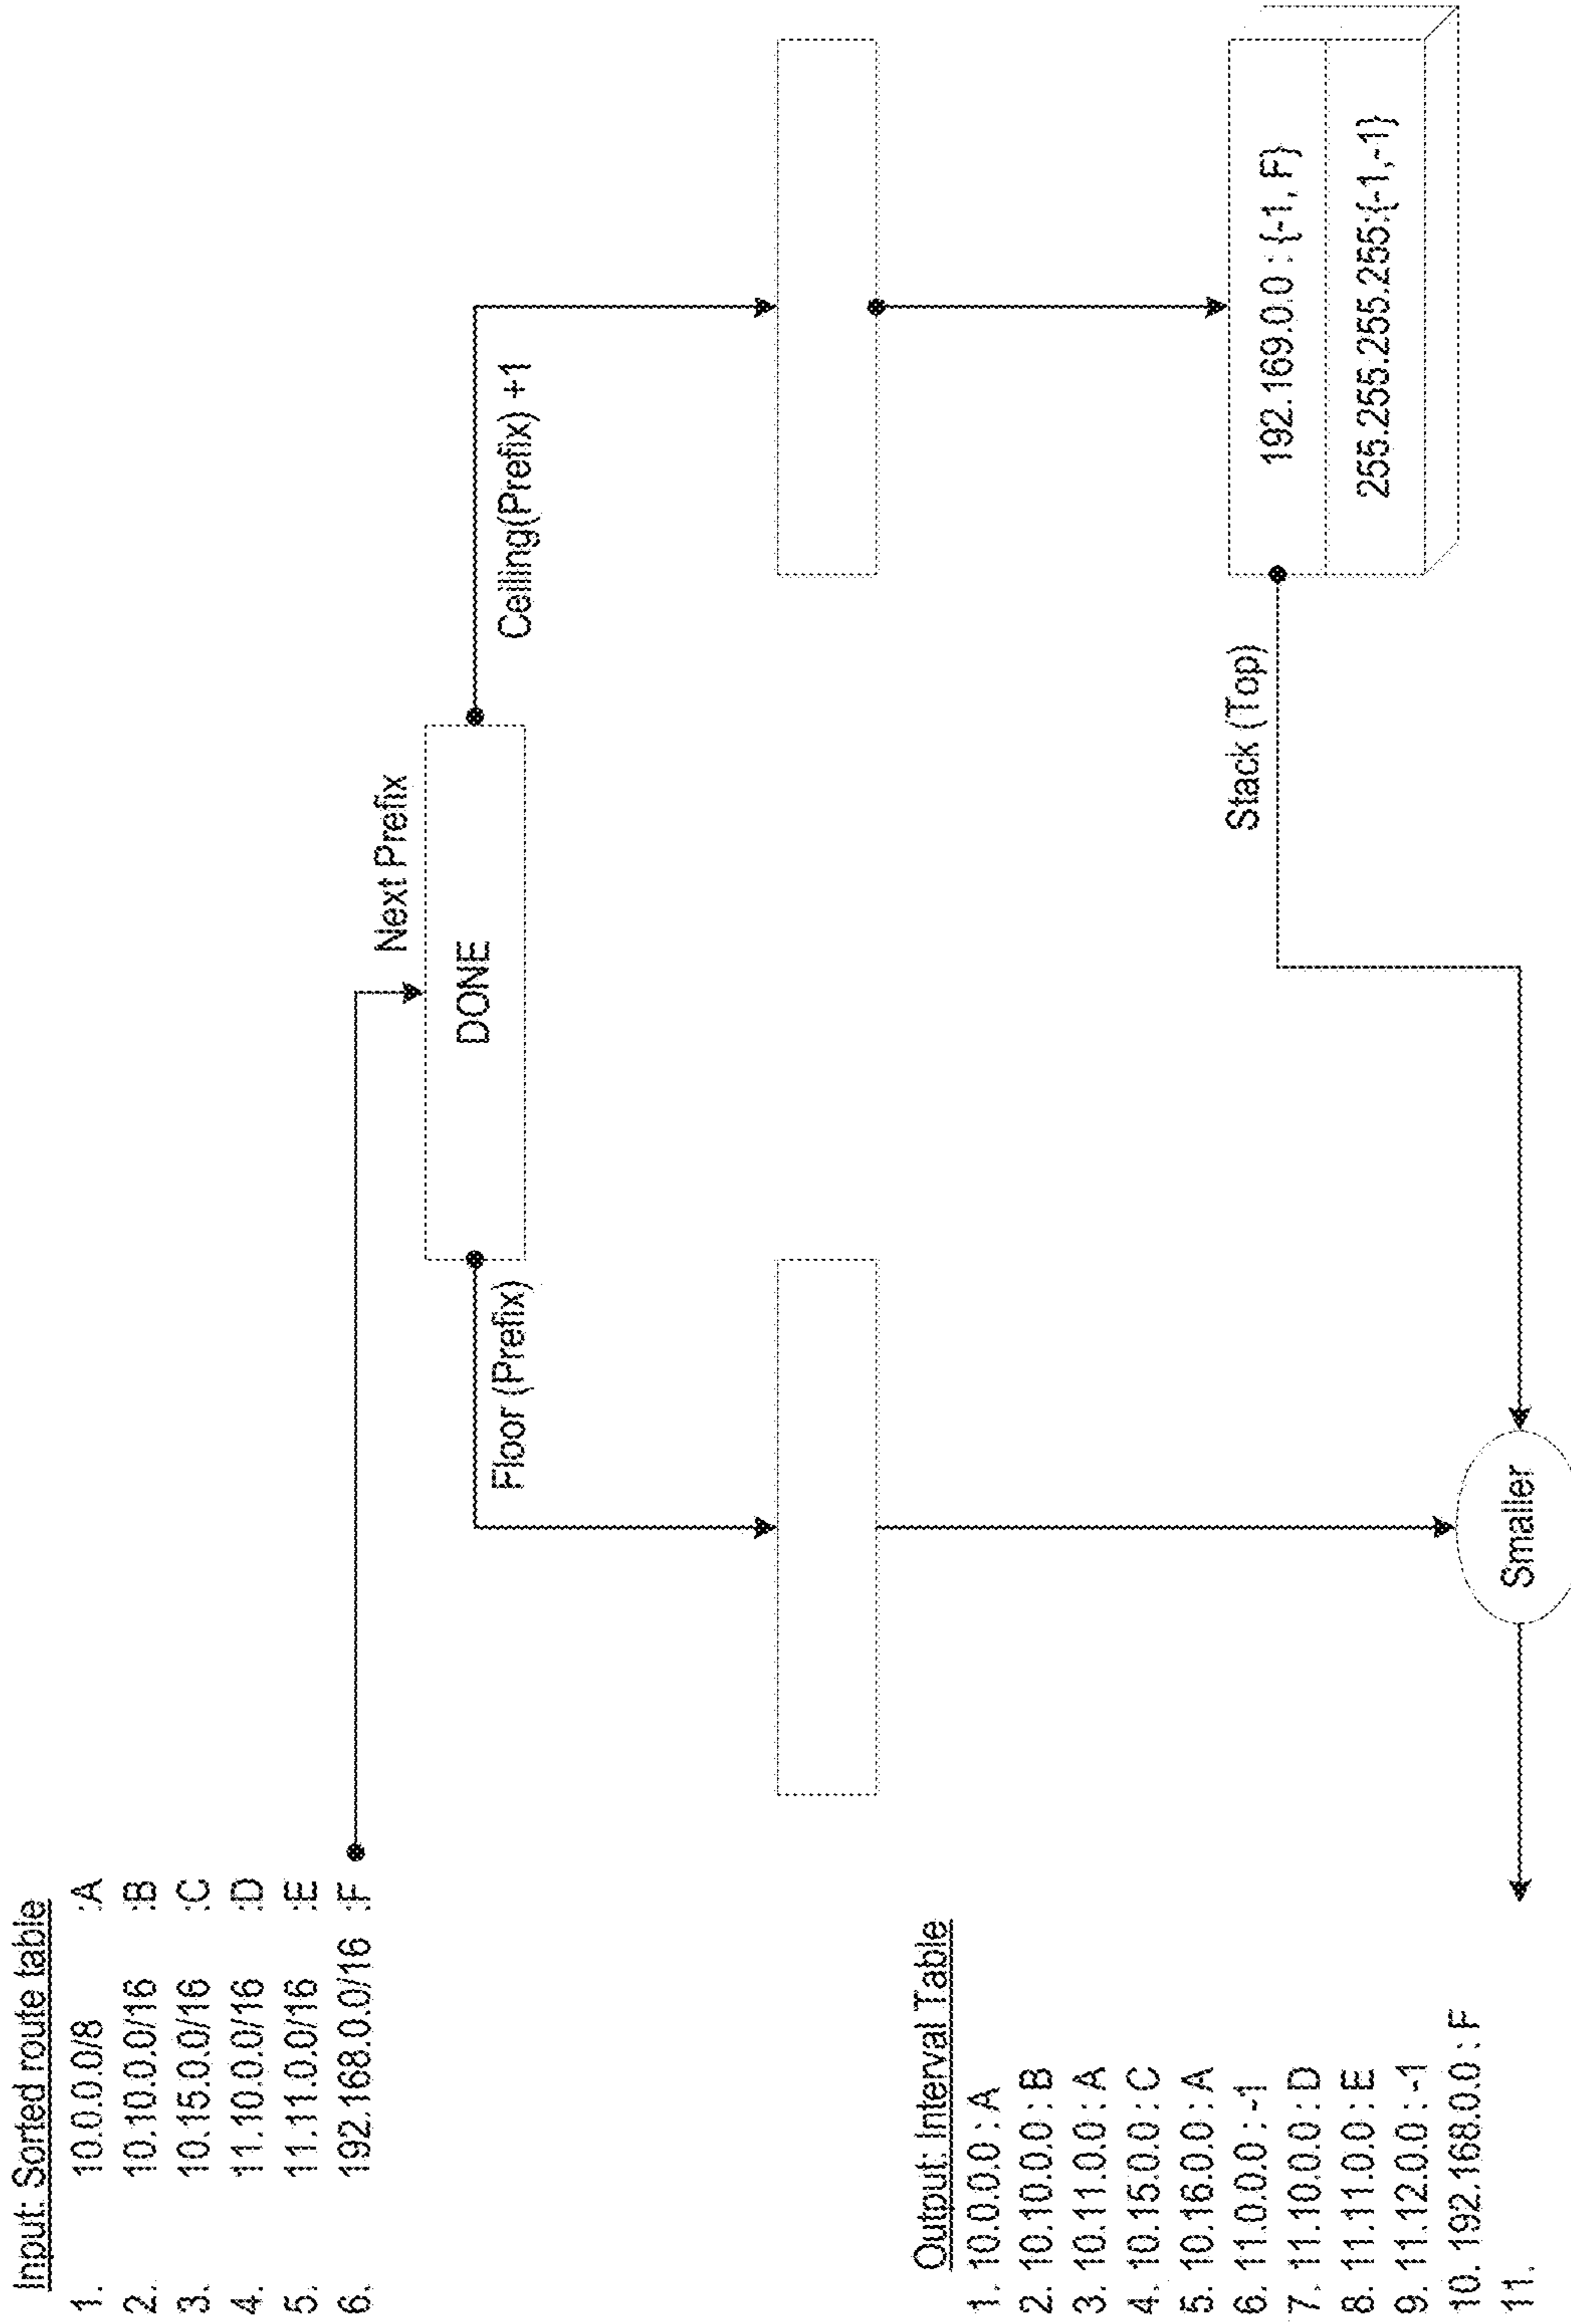 Input: Sorted route table
1. 10.0.0.0/8 :A
2. 10.10.0.0/16 :B
3. 10.15.0.0/16 :C
4. 11.10.0.0/16 :D
5. 11.11.0.0/16 :E
6. 192.168.0.0/16 :F
Next Prefix
DONE
Floor (Prefix)
Ceiling(Prefix) +1
Output: Interval Table
1. 10.0.0.0 : A
2. 10.10.0.0 : B
3. 10.11.0.0 : A
4. 10.15.0.0 : C
5. 10.16.0.0 : A
6. 11.0.0.0 : -1
7. 11.10.0.0 : D
8. 11.11.0.0 : E
9. 11.12.0.0 : -1
10. 192.168.0.0 : F
11.
Smaller
Stack (Top)
192.169.0.0 : {-1, F}
255.255.255.255:{-1,-1}